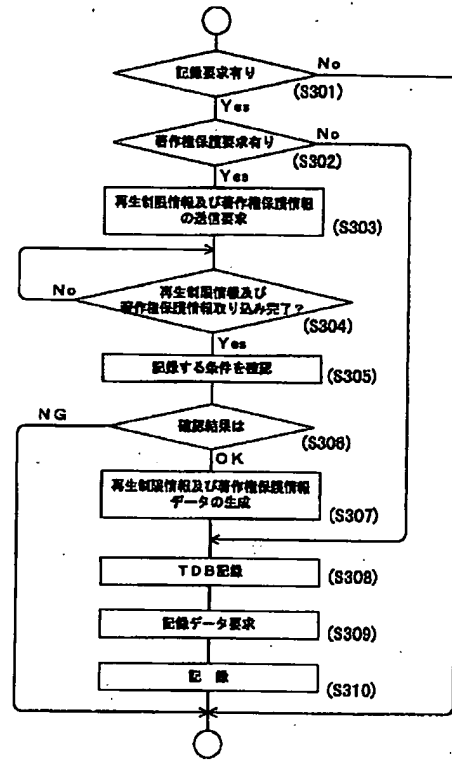 記録要求有り
No
(S301)
Yes
著作権保護要求有り
No
(S302)
Yes
再生制限情報及び著作権保護情報
の送信要求
(S303)
再生制限情報及び
著作権保護情報取り込み完了?
No
(S304)
Yes
記録する条件を確認
(S305)
NG
確認結果は
(S306)
OK
再生制限情報及び著作権保護情報
データの生成
(S307)
TDB記録
(S308)
記録データ要求
(S309)
記 録
(S310)